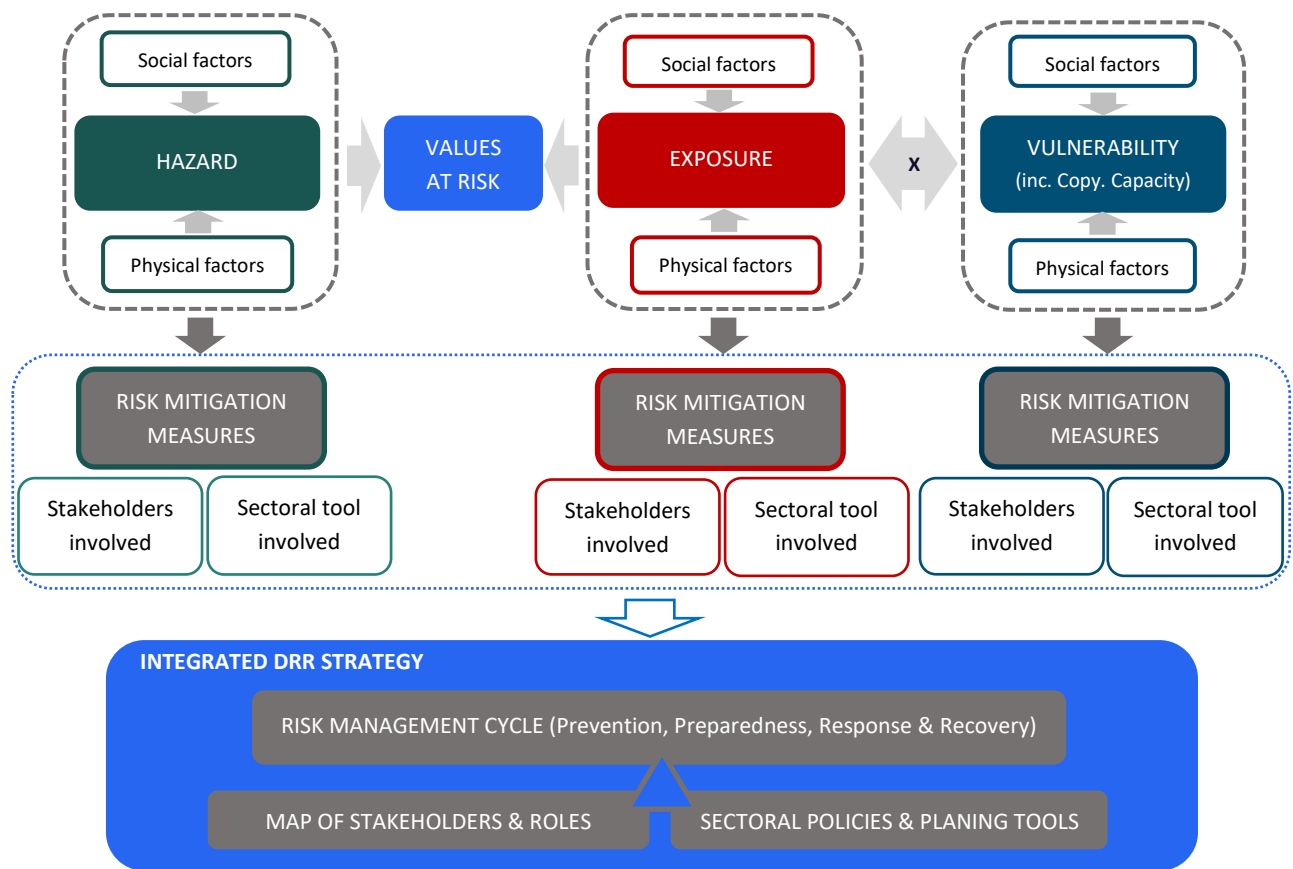 Social factors
Social factors
Social factors
HAZARD
VALUES
AT RISK
EXPOSURE
X
VULNERABILITY
(inc. Copy. Capacity)
Physical factors
Physical factors
Physical factors
RISK MITIGATION
MEASURES
RISK MITIGATION
MEASURES
RISK MITIGATION
MEASURES
Stakeholders
involved
Sectoral tool
involved
Stakeholders
involved
Sectoral tool
involved
Stakeholders
involved
Sectoral tool
involved
INTEGRATED DRR STRATEGY
RISK MANAGEMENT CYCLE (Prevention, Preparedness, Response & Recovery)
MAP OF STAKEHOLDERS & ROLES
SECTORAL POLICIES & PLANING TOOLS